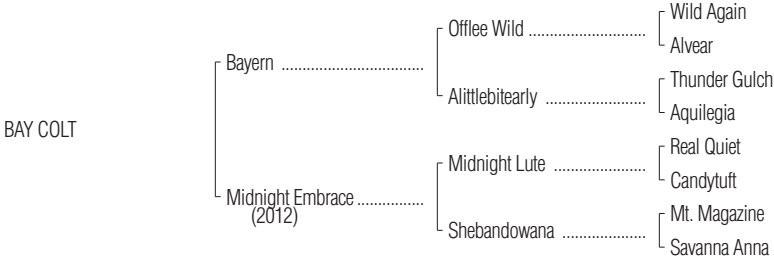 Wild Again
Offlee Wild ..............................
Alvear
Bayern ....................................
Thunder Gulch
Alittlebitearly .........................
Aquilegia
BAY COLT
Real Quiet
Midnight Lute .......................
Candytuft
Midnight Embrace ................
(2012)
Mt. Magazine
Shebandowana .....................
Savanna Anna